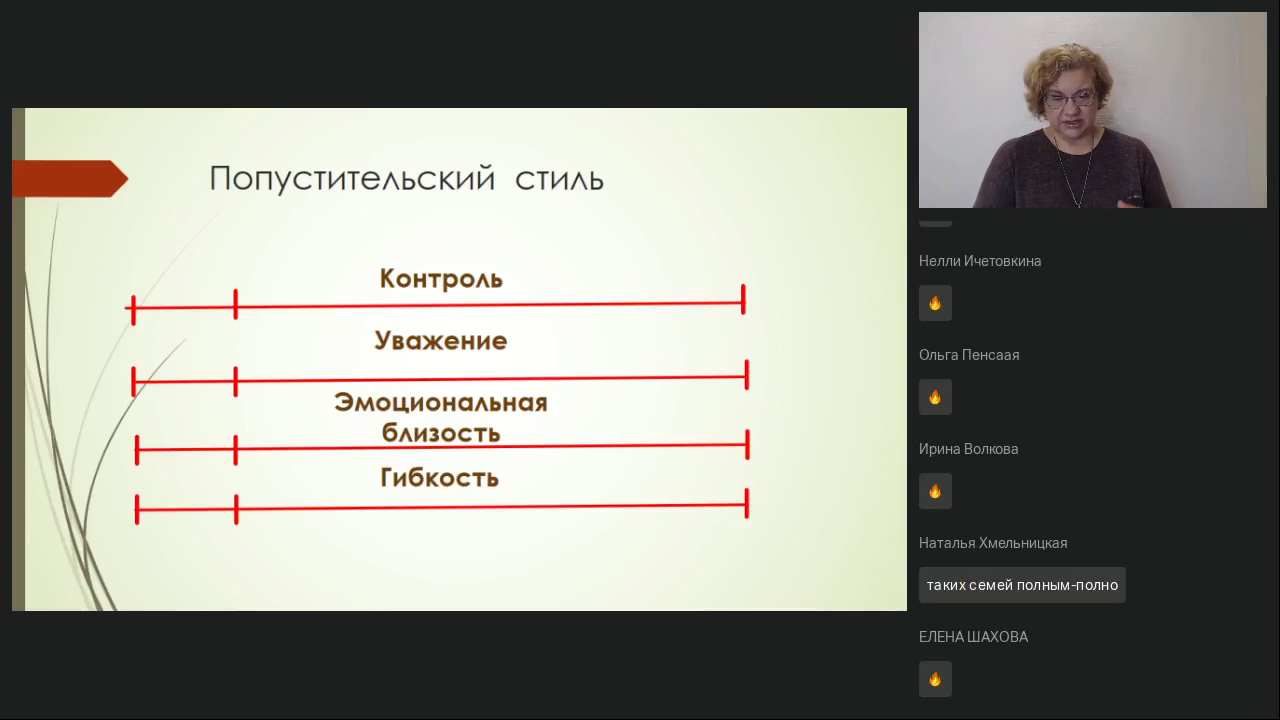 Попустительский стиль
Контроль
Уважение
Эмоциональная
близость
Гибкость
Нелли Ичетовкина
Ольга Пенсаая
Ирина Волкова
Наталья Хмельницкая
таких семей полным-полно
ЕЛЕНА ШАХОВА